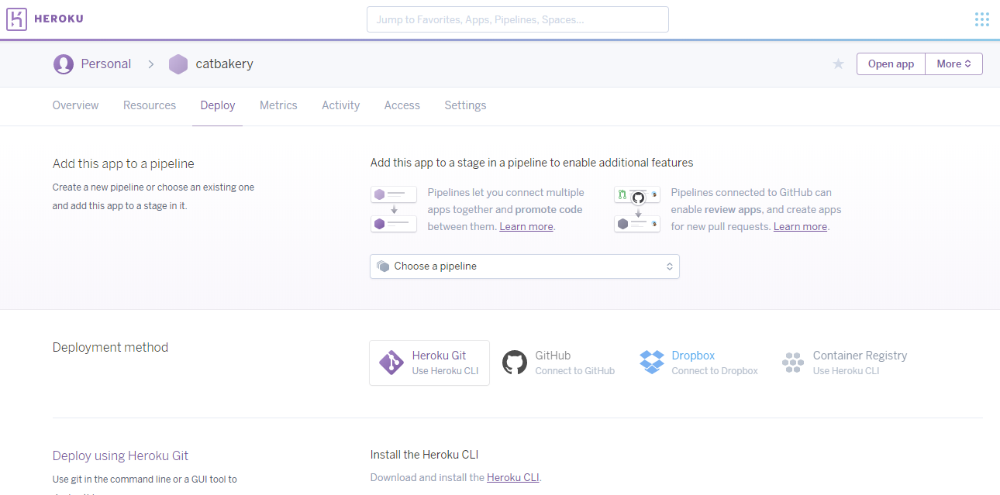 HEROKU
Jump to Favorites, Apps, Pipelines, Spaces...
Personal
catbakery
Open app
More
Overview
Resources
Deploy
Metrics
Activity
Access
Settings
Add this app to a pipeline
Create a new pipeline or choose an existing one
and add this app to a stage in it.
Add this app to a stage in a pipeline to enable additional features
Pipelines let you connect multiple
apps together and promote code
between them. Learn more.
Pipelines connected to GitHub can
enable review apps, and create apps
for new pull requests. Learn more.
Choose a pipeline
Deployment method
Heroku Git
Use Heroku CLI
GitHub
Connect to GitHub
Dropbox
Connect to Dropbox
Container Registry
Use Heroku CLI
Deploy using Heroku Git
Use git in the command line or a GUI tool to
Install the Heroku CLI
Download and install the Heroku CLI.